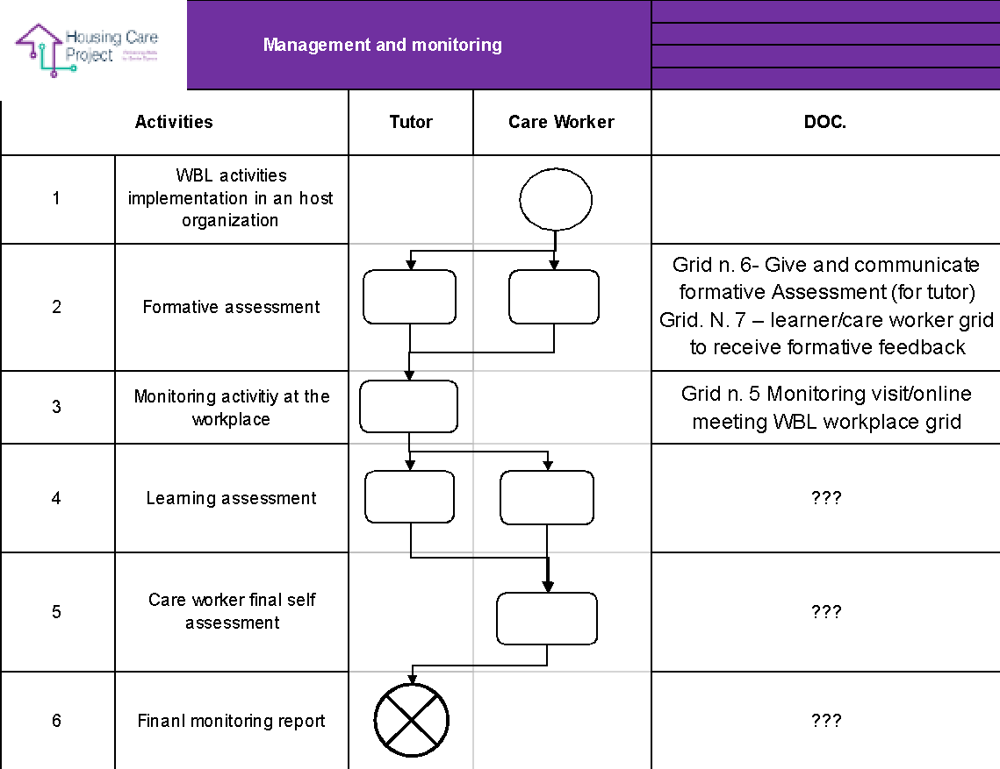 Housing Care
Project
Management and monitoring
Activities
Tutor
Care Worker
DOC.
1
WBL activities
implementation in an host
organization
2
Formative assessment
Grid n. 6- Give and communicate
formative Assessment (for tutor)
Grid. N. 7 – learner/care worker grid
to receive formative feedback
3
Monitoring activitiy at the
workplace
Grid n. 5 Monitoring visit/online
meeting WBL workplace grid
4
Learning assessment
???
5
Care worker final self
assessment
???
6
Finanl monitoring report
???